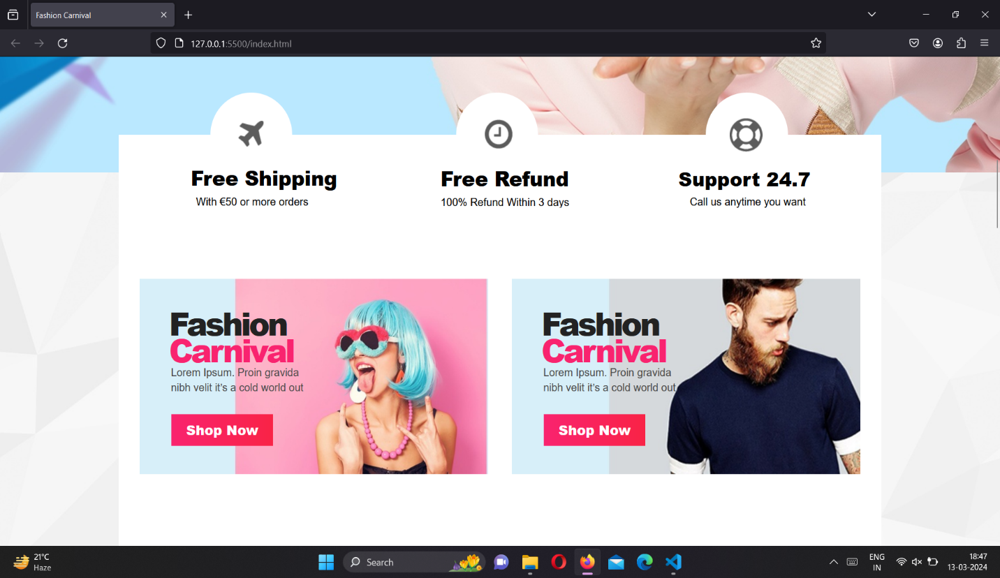 Fashion Carnival
127.0.0.1:5500/index.html
Free Shipping
With €50 or more orders
Free Refund
100% Refund Within 3 days
Support 24.7
Call us anytime you want
Fashion
Carnival
Lorem Ipsum. Proin gravida
nibh velit it's a cold world out
Shop Now
Fashion
Carnival
Lorem Ipsum. Proin gravida
nibh velit it's a cold world out
Shop Now
21°C
Haze
Search
ENG
IN
18:47
13-03-2024